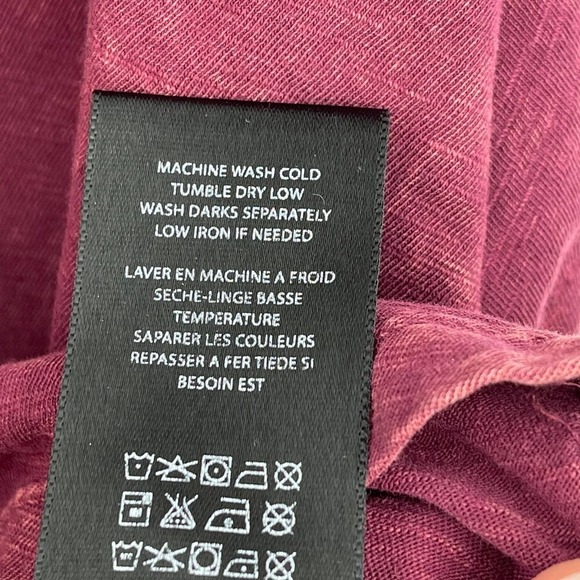 MACHINE WASH COLD
TUMBLE DRY LOW
WASH DARKS SEPARATELY
LOW IRON IF NEEDED
LAVER EN MACHINE A FROID
SECHE-LINGE BASSE
TEMPERATURE
SAPARER LES COULEURS
REPASSER A FER TIEDE SI
BESOIN EST